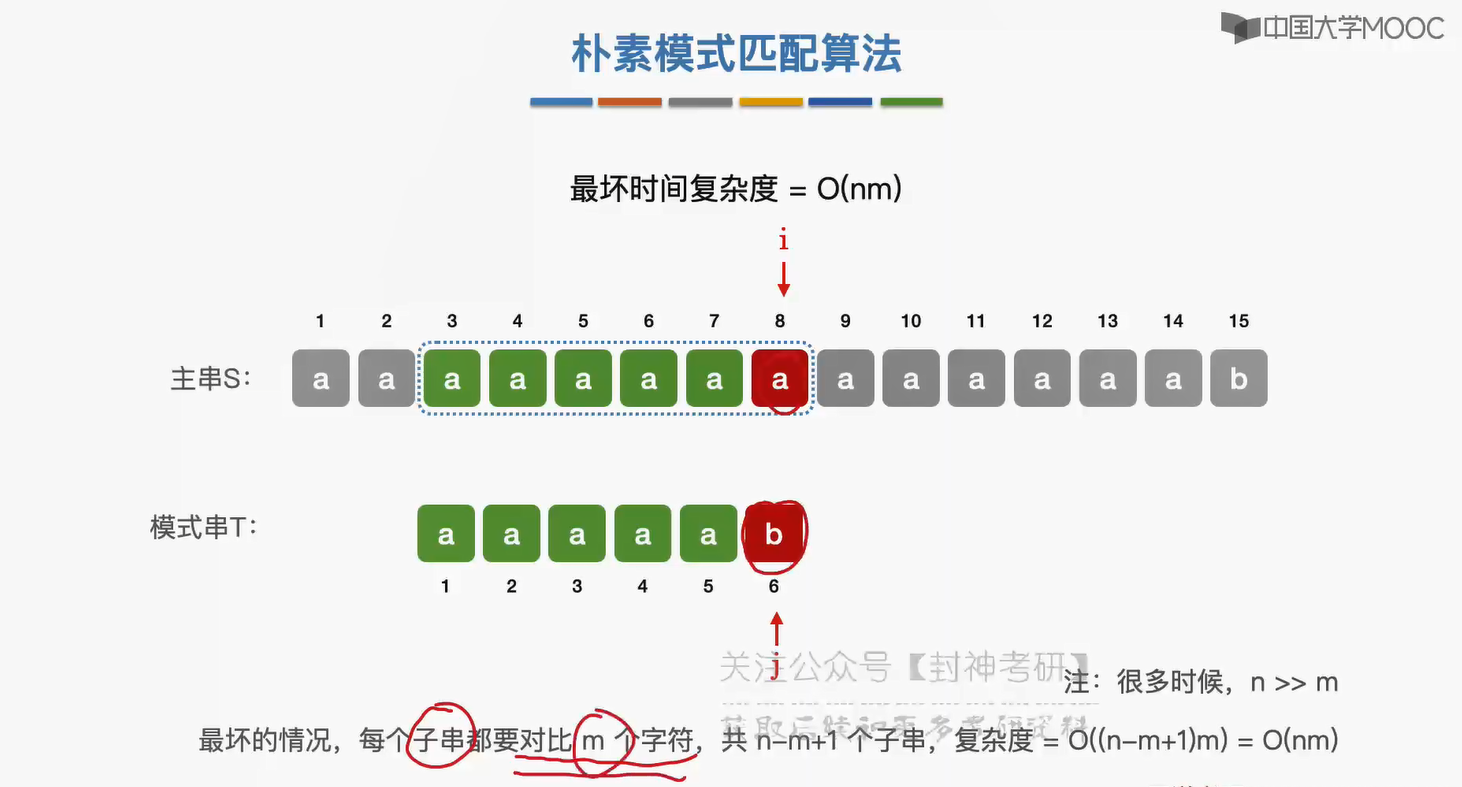 中国大学MOOC
朴素模式匹配算法
最坏时间复杂度 = O(nm)
i
1 2 3 4 5 6 7 8 9 10 11 12 13 14 15
主串S： a a a a a a a a a a a a a a b
模式串T： a a a a a b
1 2 3 4 5 6
j
关注公众号【封神考研】
注：很多时候，n >> m
获取后续和更多考研资料
最坏的情况，每个子串都要对比 m 个字符，共 n-m+1 个子串，复杂度 = O((n-m+1)m) = O(nm)